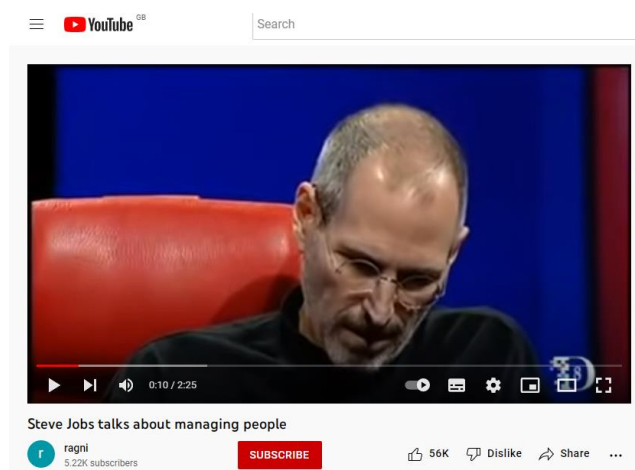 YouTube GB
Search
0:10 / 2:25
D8
Steve Jobs talks about managing people
r
ragni
5.22K subscribers
SUBSCRIBE
56K
Dislike
Share